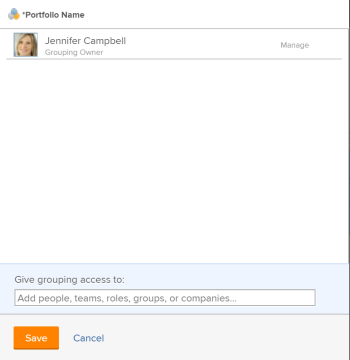 *Portfolio Name
Jennifer Campbell
Manage
Grouping Owner
Give grouping access to:
Add people, teams, roles, groups, or companies...
Save
Cancel